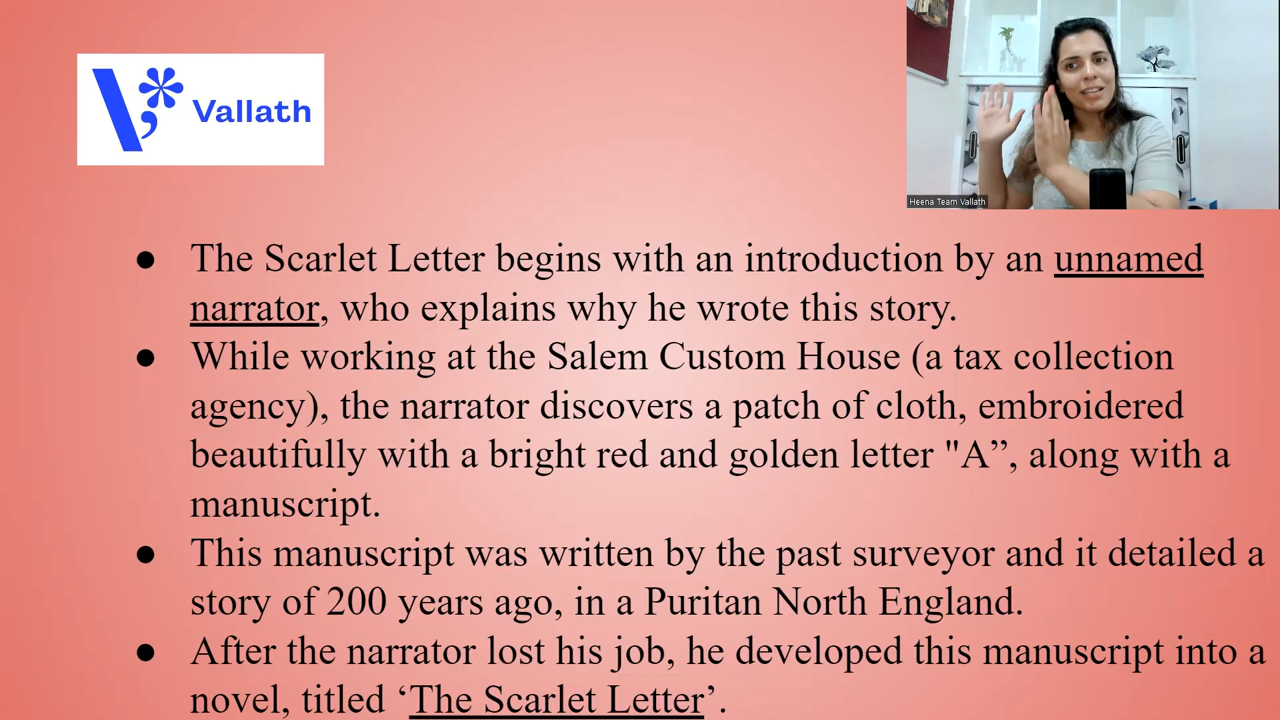 Vallath
Heena Team Vallath
● The Scarlet Letter begins with an introduction by an unnamed
narrator, who explains why he wrote this story.
● While working at the Salem Custom House (a tax collection
agency), the narrator discovers a patch of cloth, embroidered
beautifully with a bright red and golden letter "A”, along with a
manuscript.
● This manuscript was written by the past surveyor and it detailed a
story of 200 years ago, in a Puritan North England.
● After the narrator lost his job, he developed this manuscript into a
novel, titled ‘The Scarlet Letter’.